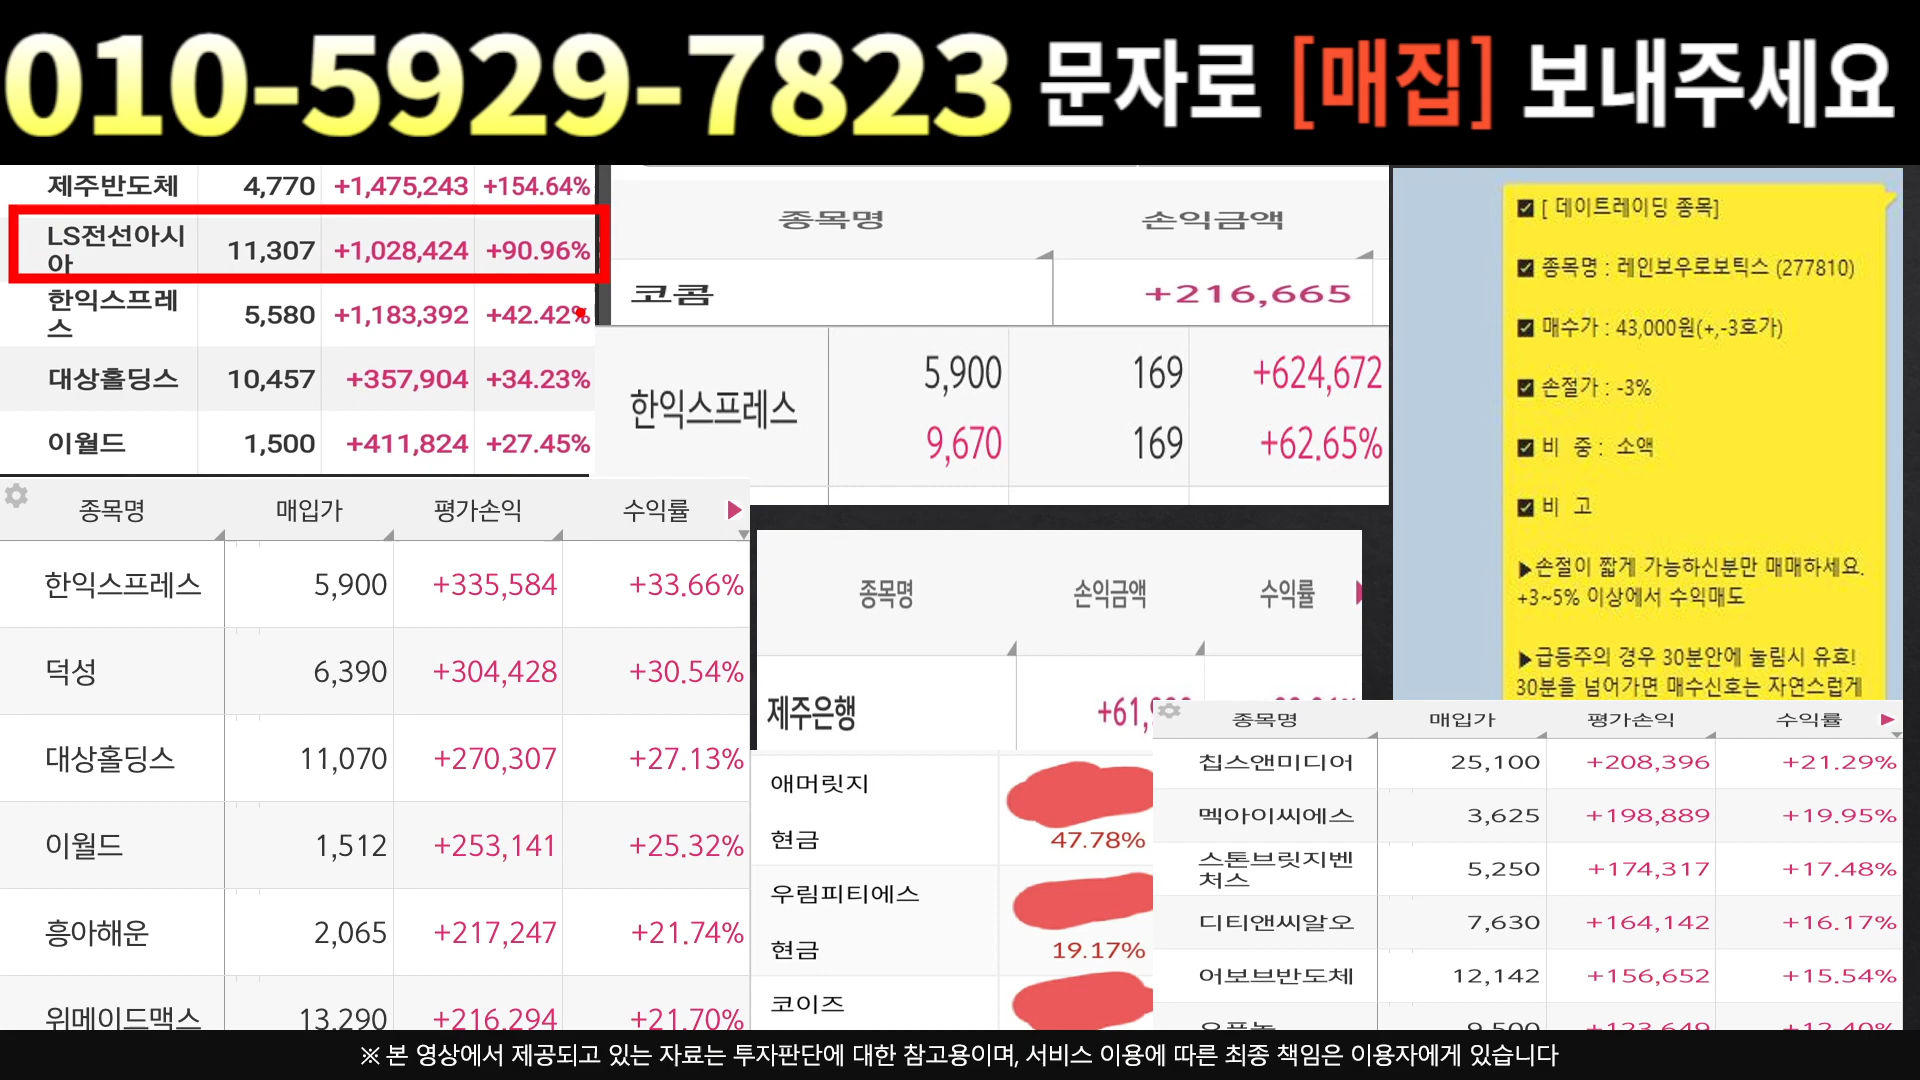 010-5929-7823 문자로 [매집] 보내주세요
제주반도체 4,770 +1,475,243 +154.64%
LS전선아시
아 11,307 +1,028,424 +90.96%
한익스프레
스 5,580 +1,183,392 +42.42%
대상홀딩스 10,457 +357,904 +34.23%
이월드 1,500 +411,824 +27.45%
종목명 손익금액
코콤 +216,665
한익스프레스
5,900 169 +624,672
9,670 169 +62.65%
☑ [ 데이트레이딩 종목]
☑ 종목명 : 레인보우로보틱스 (277810)
☑ 매수가 : 43,000원(+,-3호가)
☑ 손절가 : -3%
☑ 비 중 : 소액
☑ 비 고
▶손절이 짧게 가능하신분만 매매하세요.
+3~5% 이상에서 수익매도
▶급등주의 경우 30분안에 눌림시 유효!
30분을 넘어가면 매수신호는 자연스럽게
종목명 매입가 평가손익 수익률
한익스프레스 5,900 +335,584 +33.66%
덕성 6,390 +304,428 +30.54%
대상홀딩스 11,070 +270,307 +27.13%
이월드 1,512 +253,141 +25.32%
흥아해운 2,065 +217,247 +21.74%
위메이드맥스 13,290 +216,294 +21.70%
종목명 손익금액 수익률
제주은행 +61,
애머릿지
현금 47.78%
우림피티에스
현금 19.17%
코이즈
종목명 매입가 평가손익 수익률
칩스앤미디어 25,100 +208,396 +21.29%
멕아이씨에스 3,625 +198,889 +19.95%
스톤브릿지벤
처스 5,250 +174,317 +17.48%
디티앤씨알오 7,630 +164,142 +16.17%
어보브반도체 12,142 +156,652 +15.54%
※ 본 영상에서 제공되고 있는 자료는 투자판단에 대한 참고용이며, 서비스 이용에 따른 최종 책임은 이용자에게 있습니다